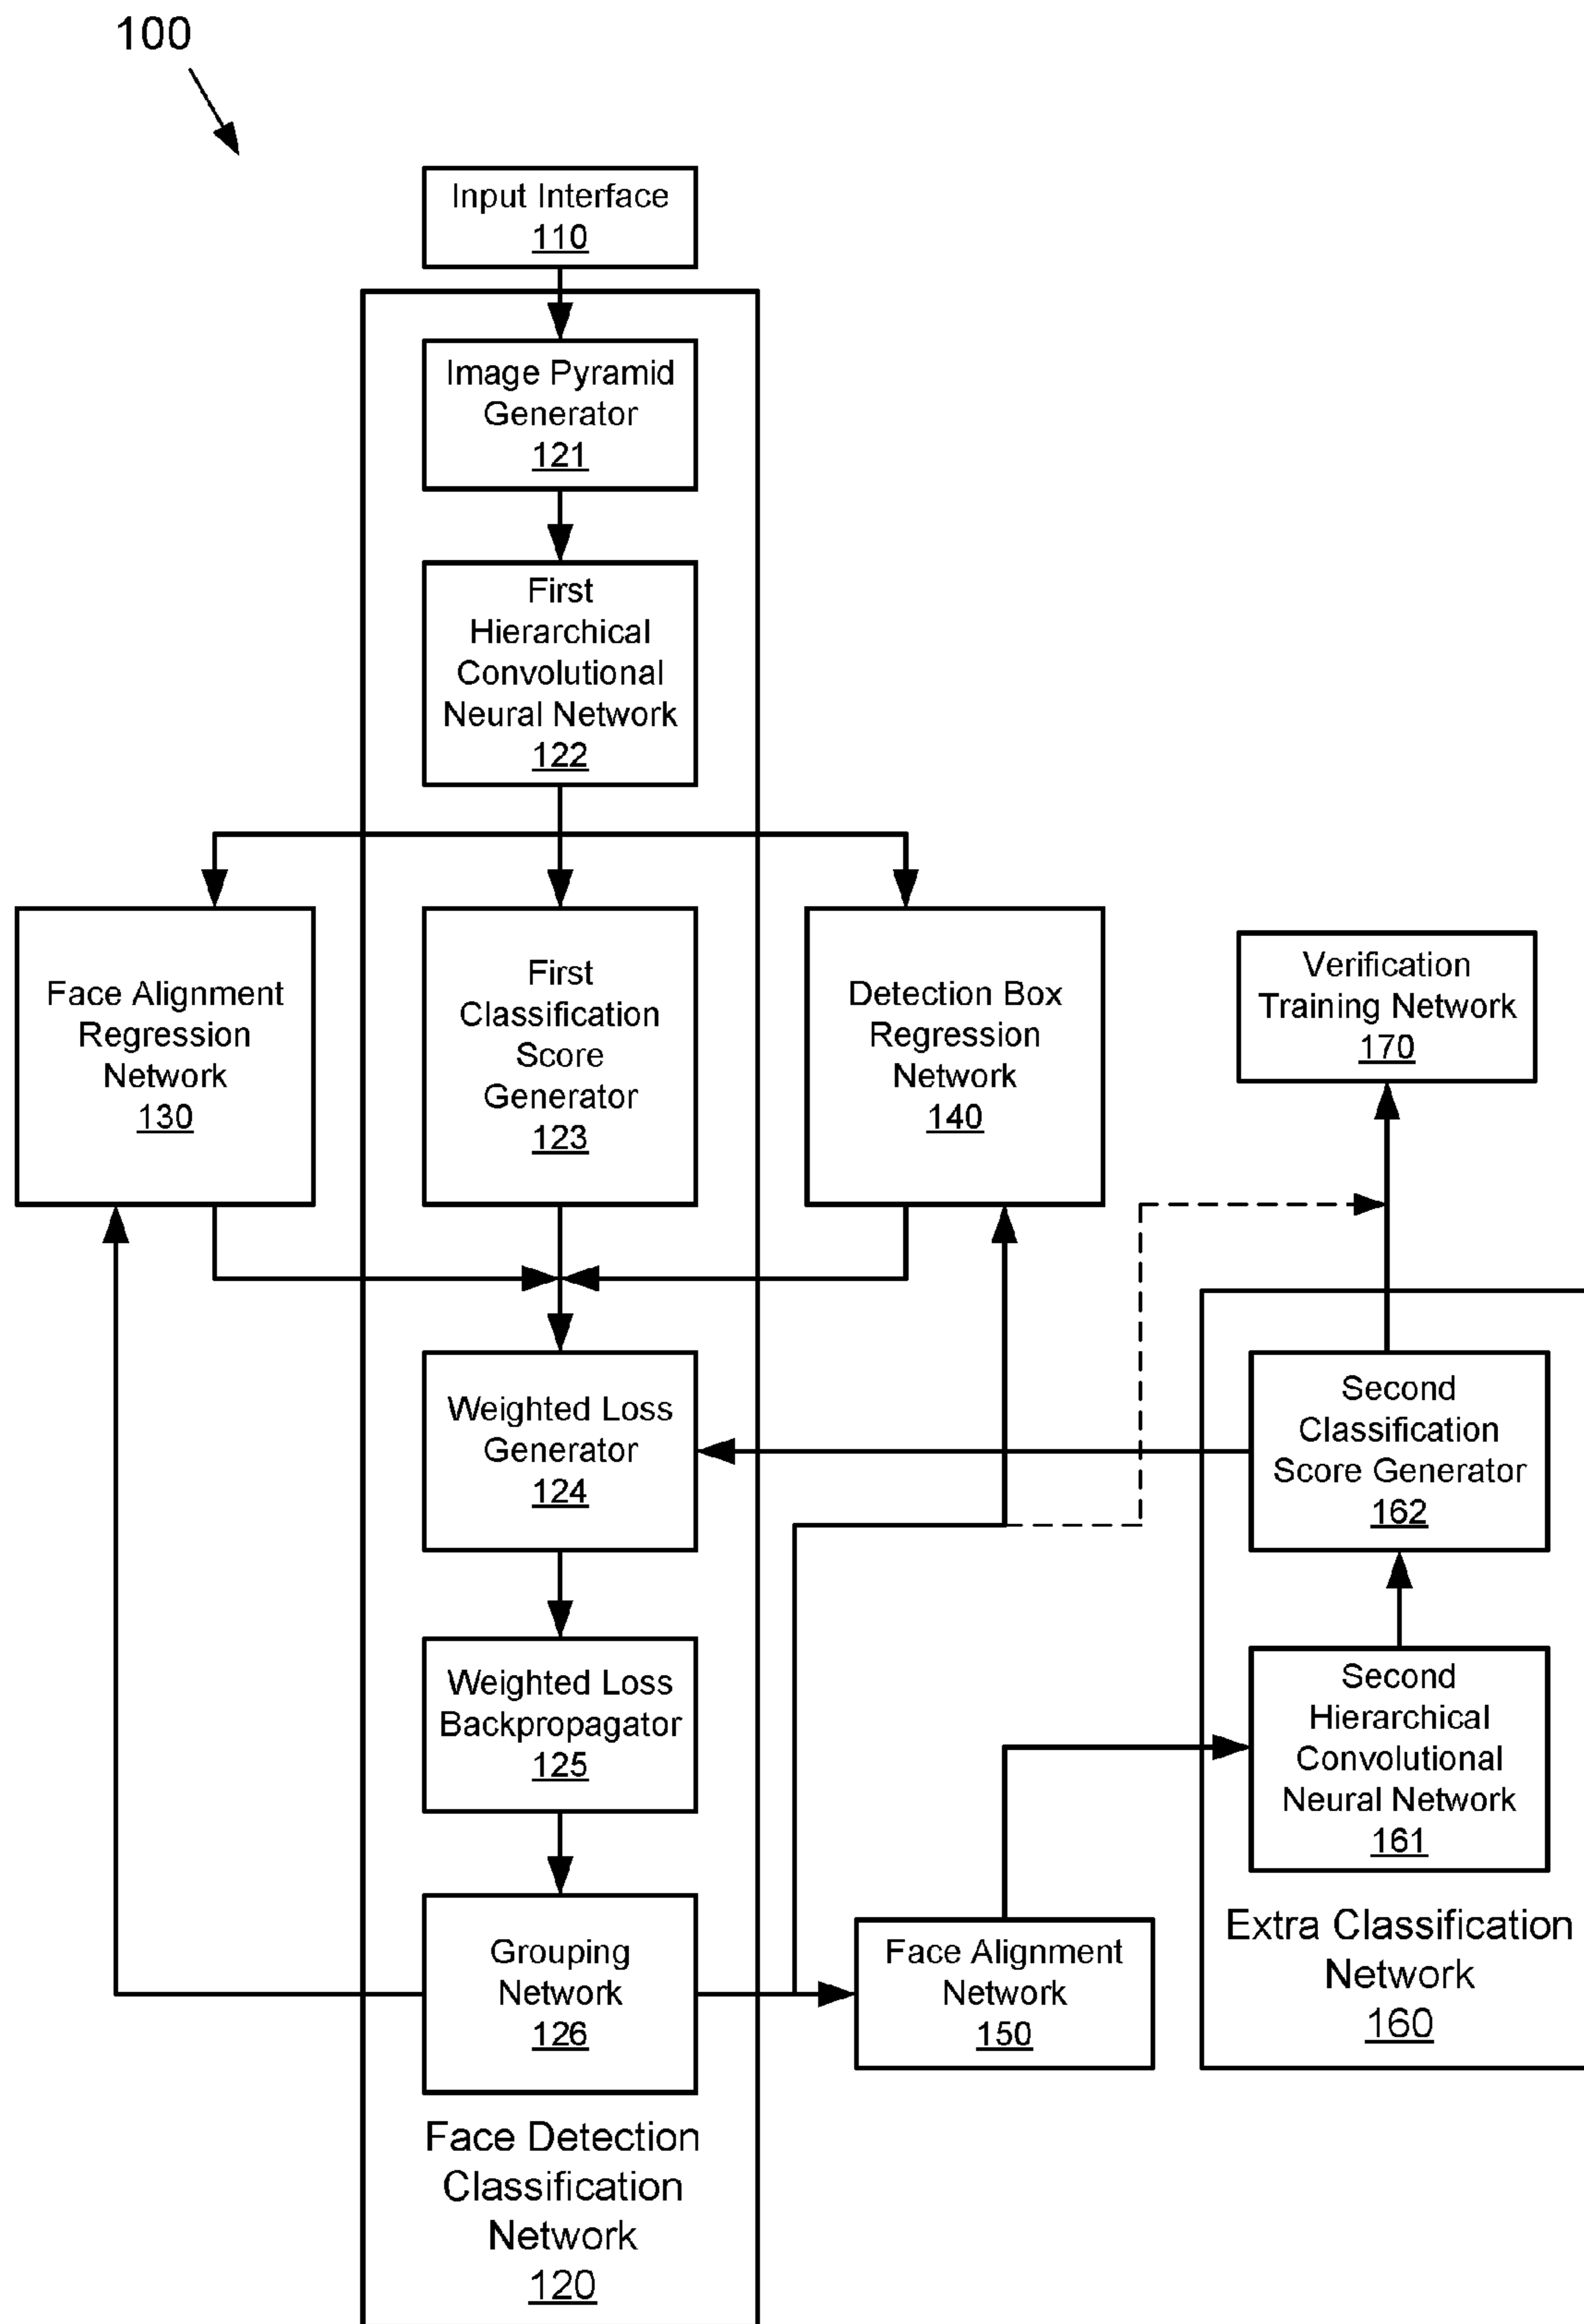 100
Input Interface
110
Image Pyramid
Generator
121
First
Hierarchical
Convolutional
Neural Network
122
Face Alignment
Regression
Network
130
First
Classification
Score
Generator
123
Detection Box
Regression
Network
140
Verification
Training Network
170
Weighted Loss
Generator
124
Second
Classification
Score Generator
162
Weighted Loss
Backpropagator
125
Second
Hierarchical
Convolutional
Neural Network
161
Grouping
Network
126
Face Alignment
Network
150
Extra Classification
Network
160
Face Detection
Classification
Network
120